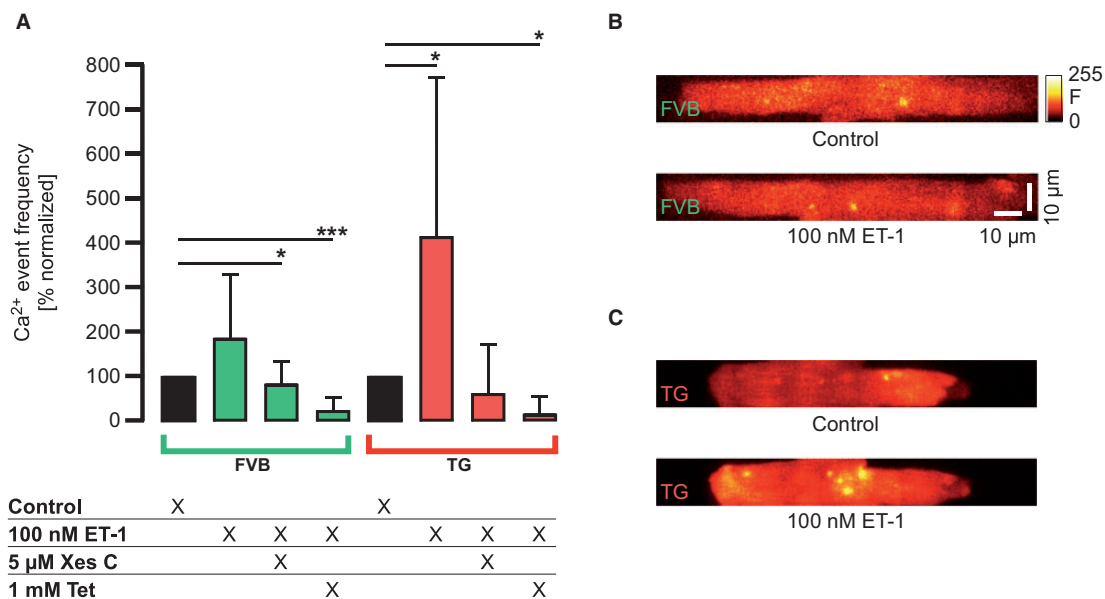 A
Ca²⁺ event frequency
[% normalized]
800
700
600
500
400
300
200
100
0
*
***
*
*
FVB
TG
Control X X
100 nM ET-1 X X X X X X
5 µM Xes C X X
1 mM Tet X X
B
FVB
255
F
0
Control
FVB
10 µm
100 nM ET-1
10 µm
C
TG
Control
TG
100 nM ET-1